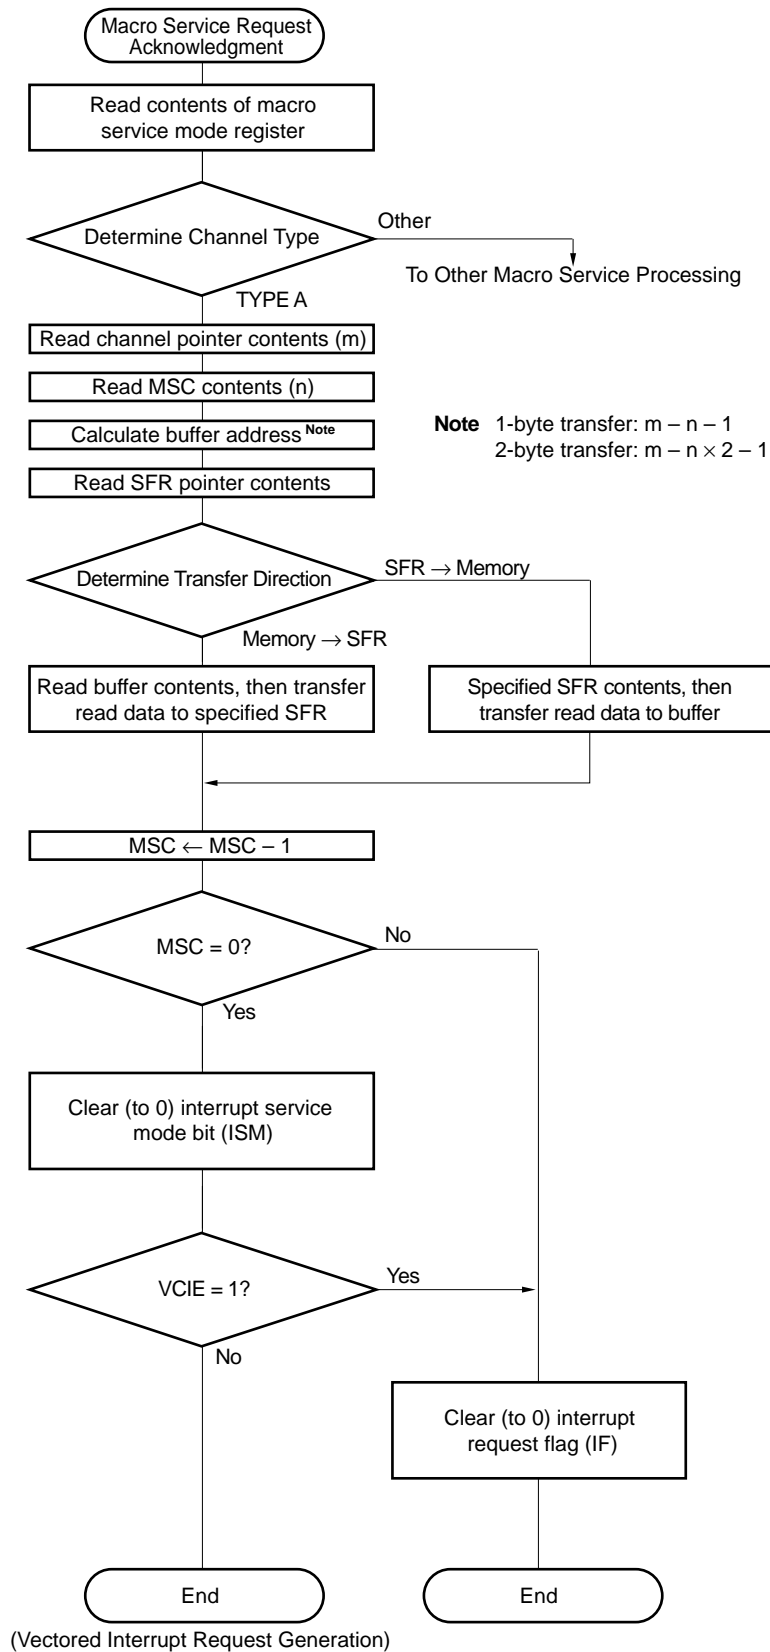 Macro Service Request
Acknowledgment
Read contents of macro
service mode register
Determine Channel Type
Other
To Other Macro Service Processing
TYPE A
Read channel pointer contents (m)
Read MSC contents (n)
Calculate buffer address Note
Note 1-byte transfer: m – n – 1
2-byte transfer: m – n × 2 – 1
Read SFR pointer contents
Determine Transfer Direction
SFR → Memory
Memory → SFR
Read buffer contents, then transfer
read data to specified SFR
Specified SFR contents, then
transfer read data to buffer
MSC ← MSC – 1
MSC = 0?
No
Yes
Clear (to 0) interrupt service
mode bit (ISM)
VCIE = 1?
Yes
No
Clear (to 0) interrupt
request flag (IF)
End
End
(Vectored Interrupt Request Generation)